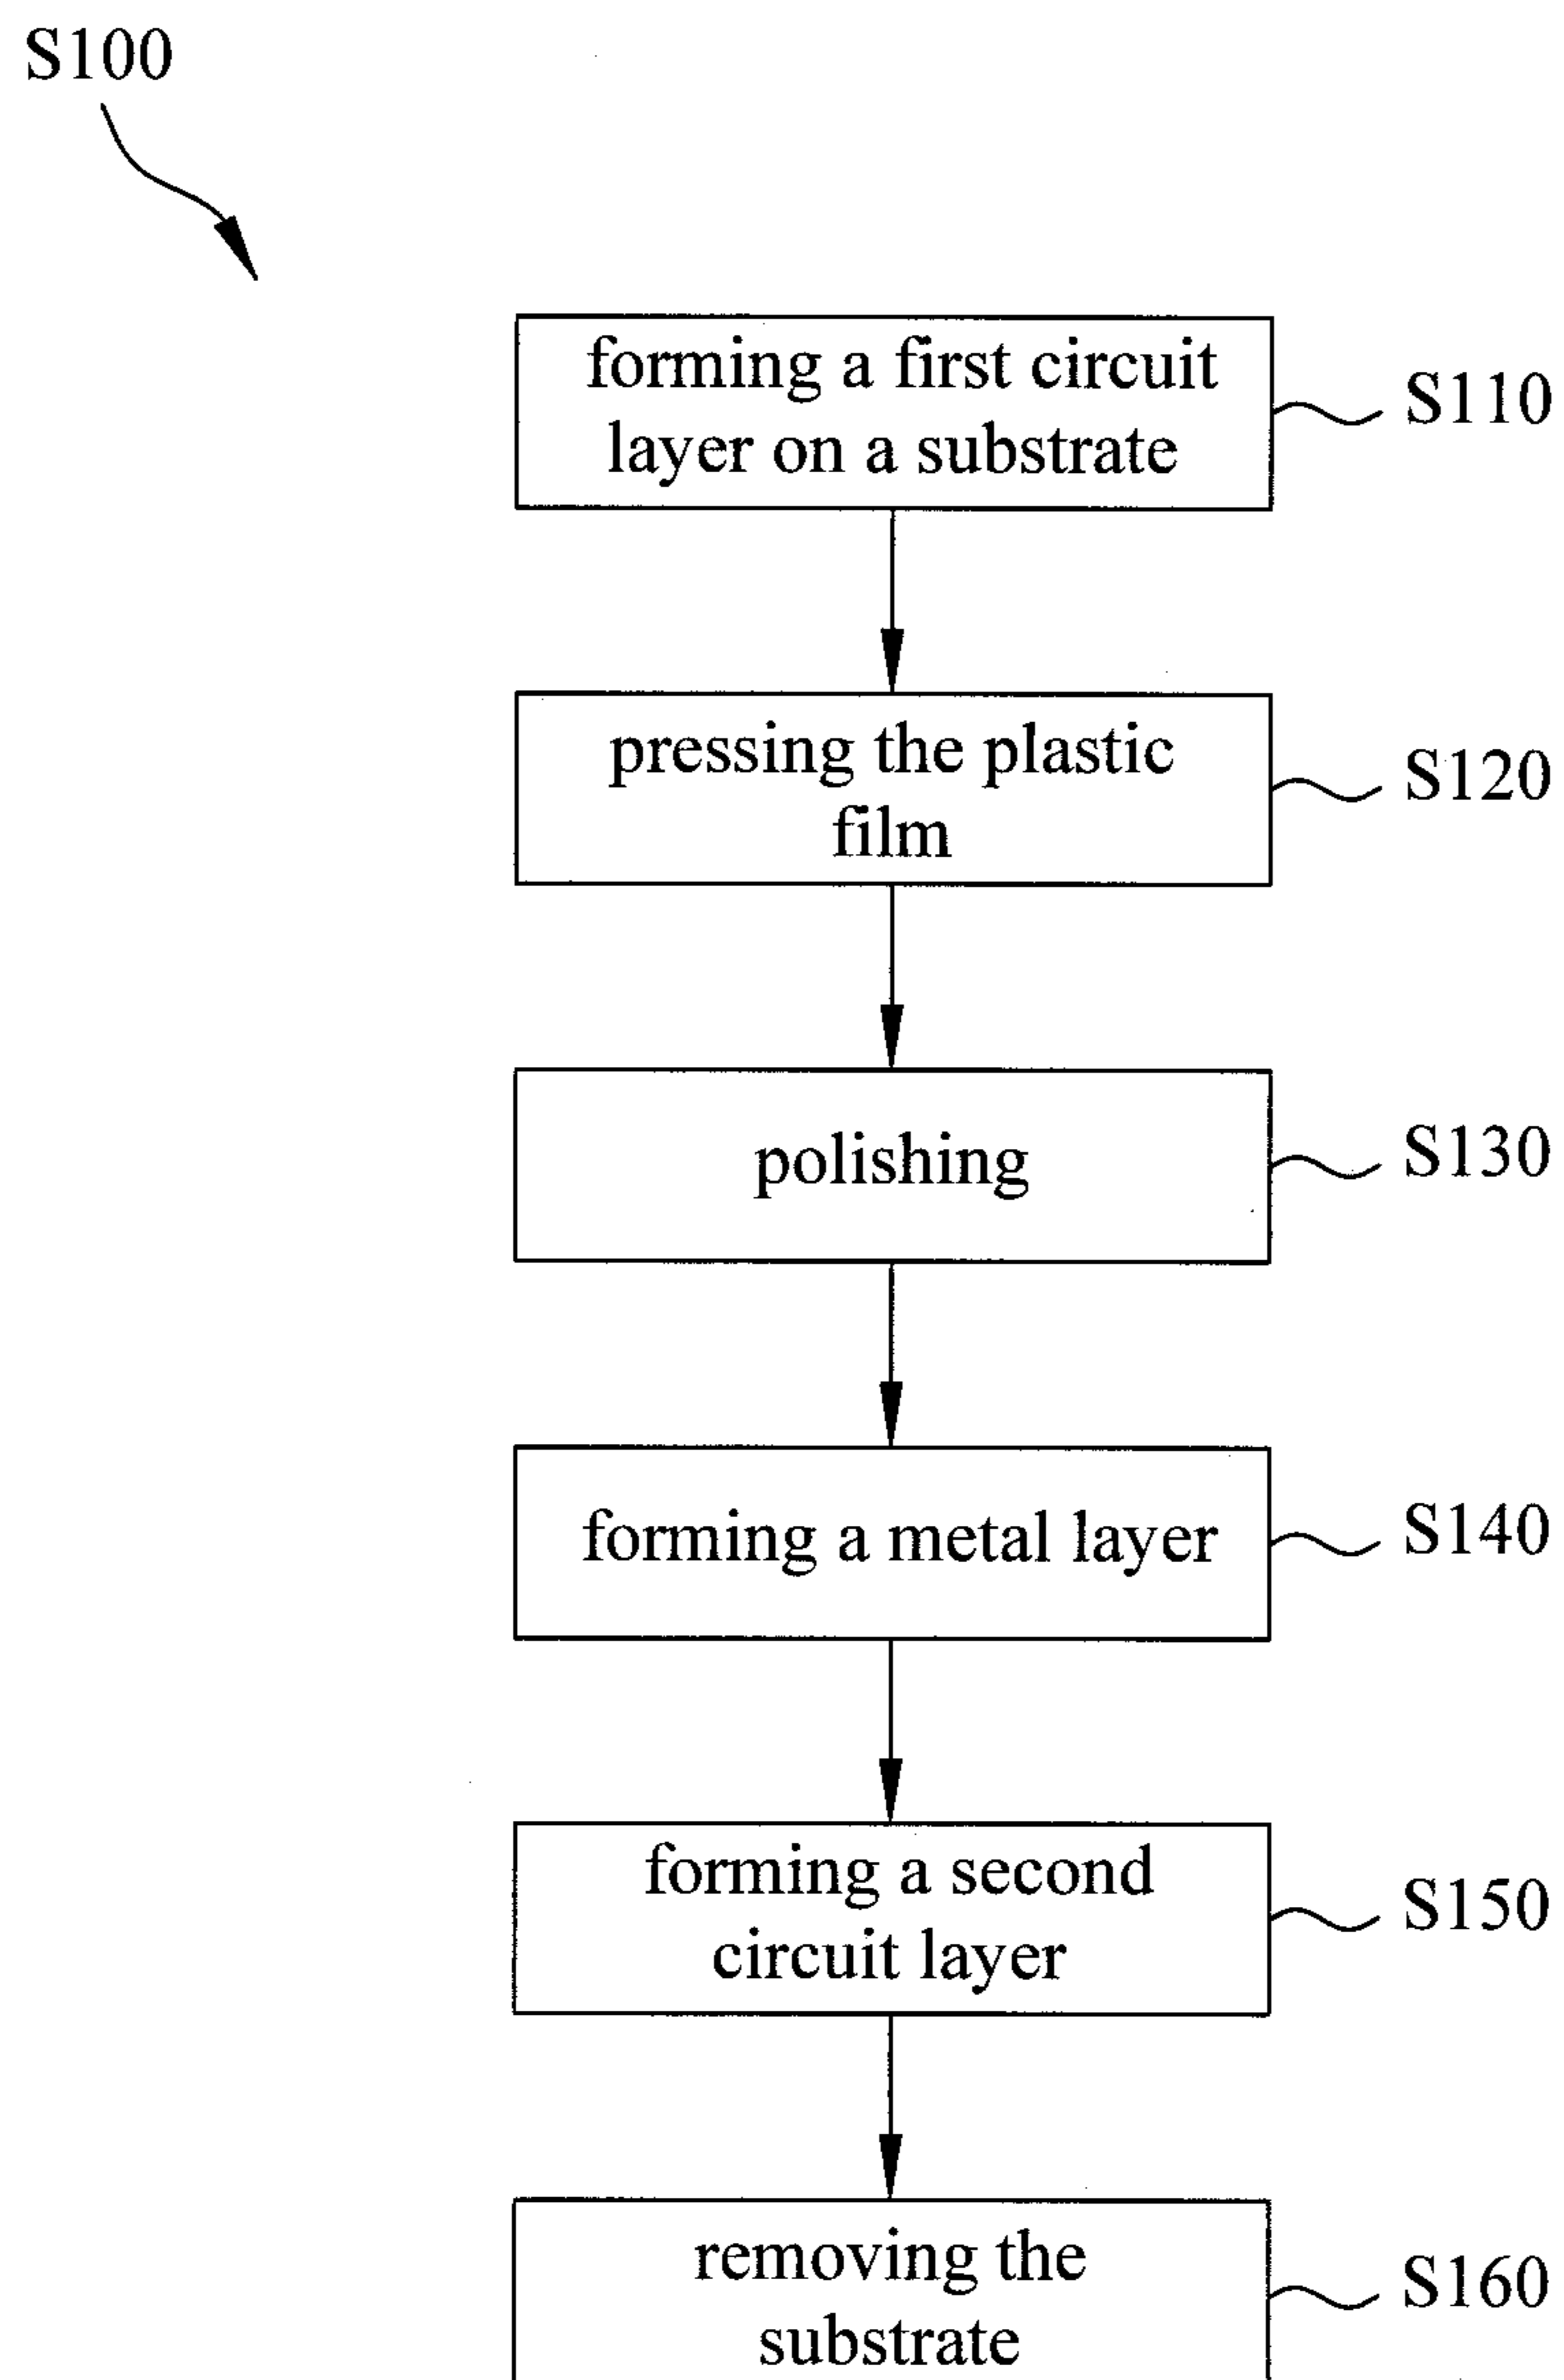 S100
forming a first circuit
layer on a substrate
S110
pressing the plastic
film
S120
polishing
S130
forming a metal layer
S140
forming a second
circuit layer
S150
removing the
substrate
S160